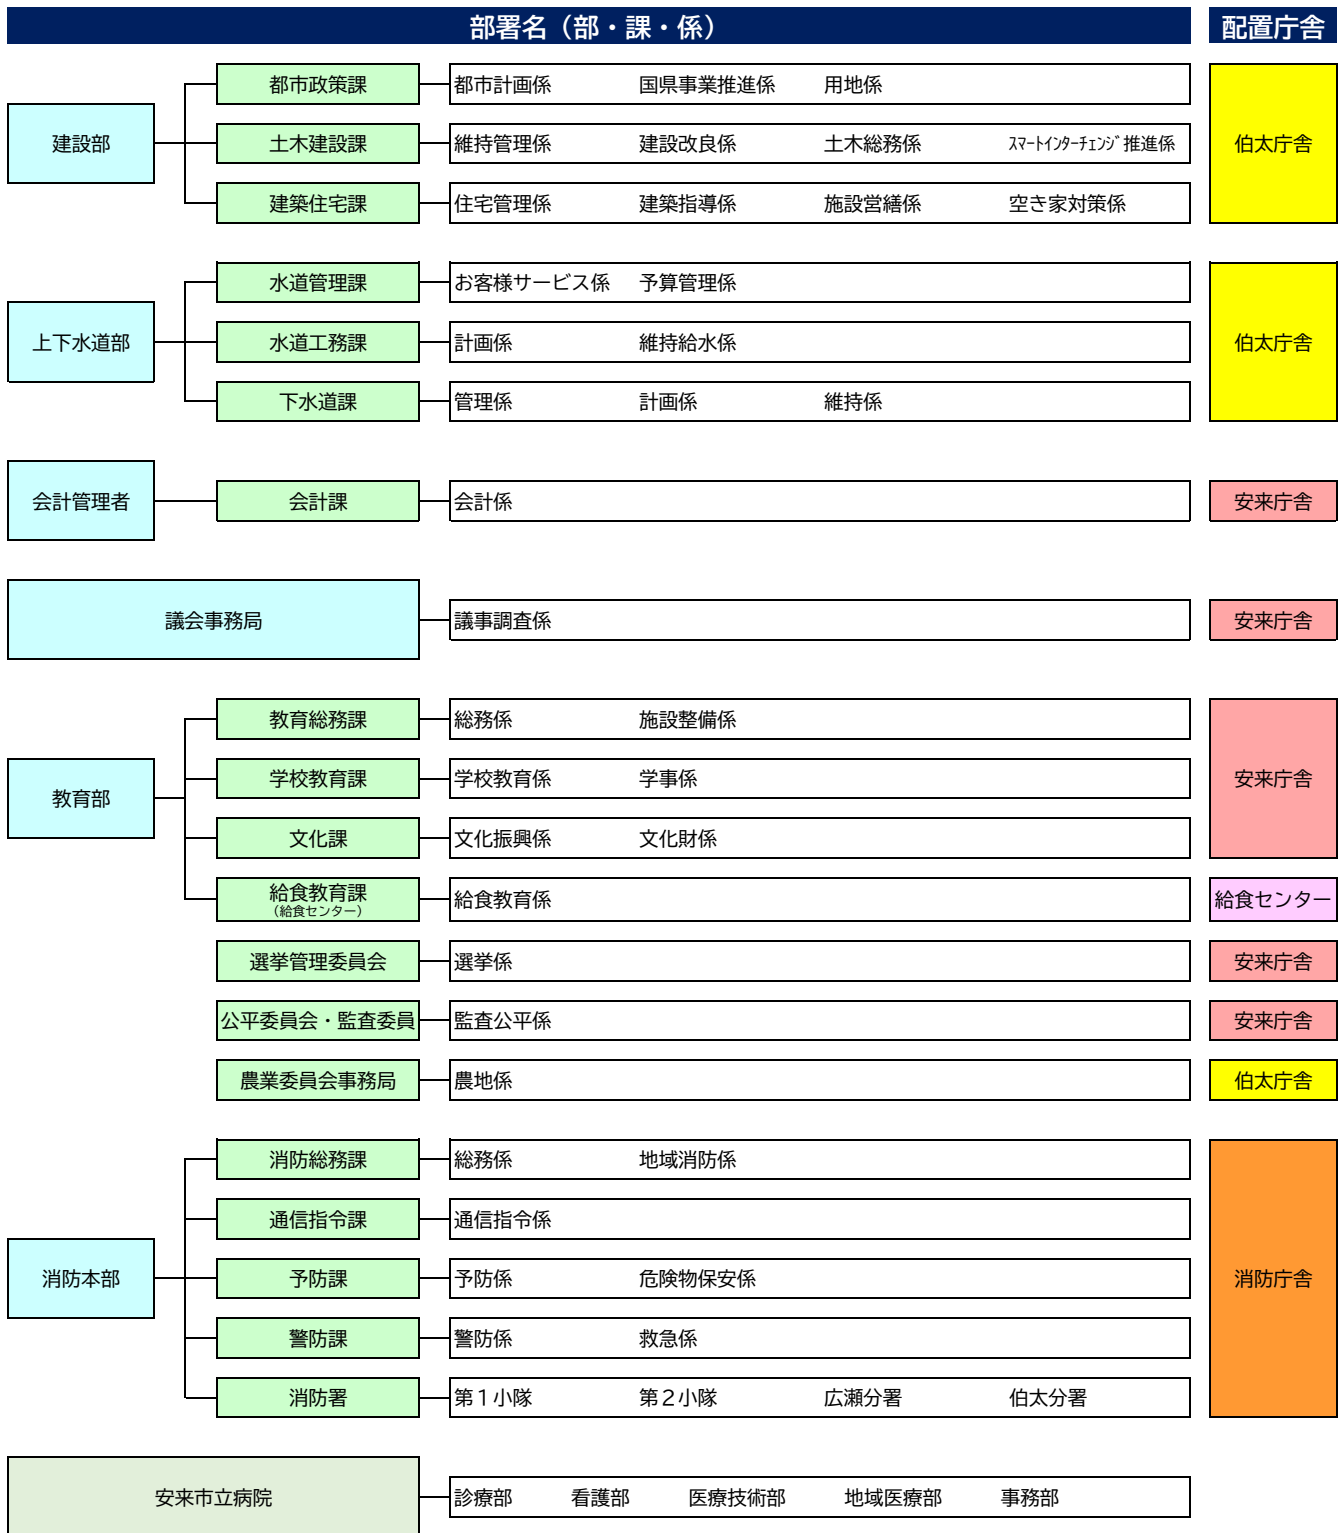 部署名（部・課・係） 配置庁舎
都市政策課 都市計画係 国県事業推進係 用地係
建設部 土木建設課 維持管理係 建設改良係 土木総務係 ｽﾏｰﾄｲﾝﾀｰﾁｪﾝｼﾞ推進係 伯太庁舎
建築住宅課 住宅管理係 建築指導係 施設営繕係 空き家対策係
水道管理課 お客様サービス係 予算管理係
上下水道部 水道工務課 計画係 維持給水係 伯太庁舎
下水道課 管理係 計画係 維持係
会計管理者 会計課 会計係 安来庁舎
議会事務局 議事調査係 安来庁舎
教育総務課 総務係 施設整備係
教育部 学校教育課 学校教育係 学事係 安来庁舎
文化課 文化振興係 文化財係
給食教育課 給食教育係 給食センター
（給食センター）
選挙管理委員会 選挙係 安来庁舎
公平委員会・監査委員 監査公平係 安来庁舎
農業委員会事務局 農地係 伯太庁舎
消防総務課 総務係 地域消防係
通信指令課 通信指令係
消防本部 予防課 予防係 危険物保安係 消防庁舎
警防課 警防係 救急係
消防署 第１小隊 第２小隊 広瀬分署 伯太分署
安来市立病院 診療部 看護部 医療技術部 地域医療部 事務部